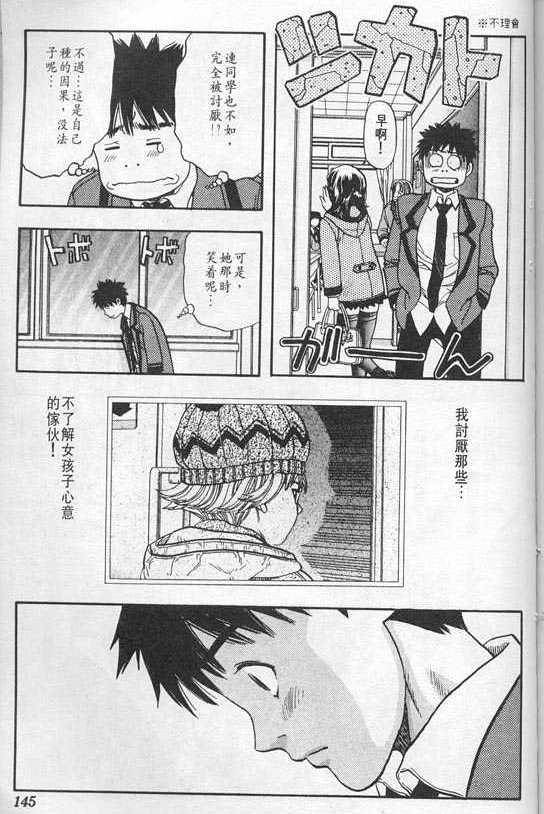 ※不理會
シカト
早啊！
ガーん
連同學也不如，
完全被討厭!?
不過…這是自己
種的因果，没法
子呢…
可是，
她那時
笑着呢…
トボ
トボ
我討厭那些…
不了解女孩子心意
的傢伙！
145